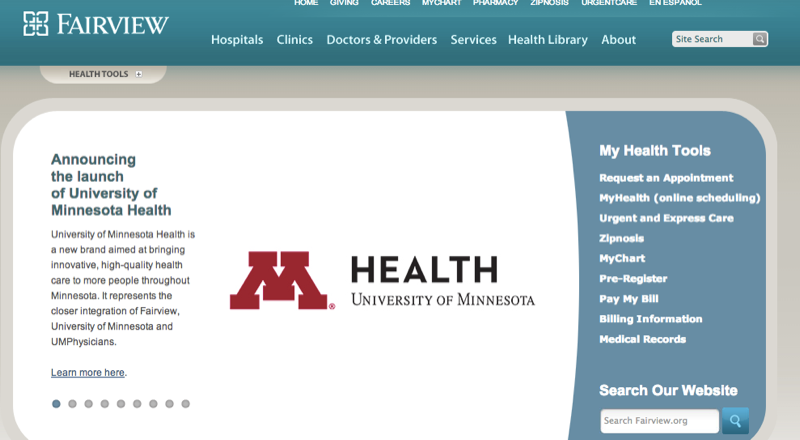 HOME GIVING CAREERS MYCHART PHARMACY ZIPNOSIS URGENTCARE EN ESPAÑOL
FAIRVIEW
Hospitals Clinics Doctors & Providers Services Health Library About
Site Search
HEALTH TOOLS
Announcing
the launch
of University of
Minnesota Health
University of Minnesota Health is
a new brand aimed at bringing
innovative, high-quality health
care to more people throughout
Minnesota. It represents the
closer integration of Fairview,
University of Minnesota and
UMPhysicians.
Learn more here.
M®
HEALTH
UNIVERSITY OF MINNESOTA
My Health Tools
Request an Appointment
MyHealth (online scheduling)
Urgent and Express Care
Zipnosis
MyChart
Pre-Register
Pay My Bill
Billing Information
Medical Records
Search Our Website
Search Fairview.org